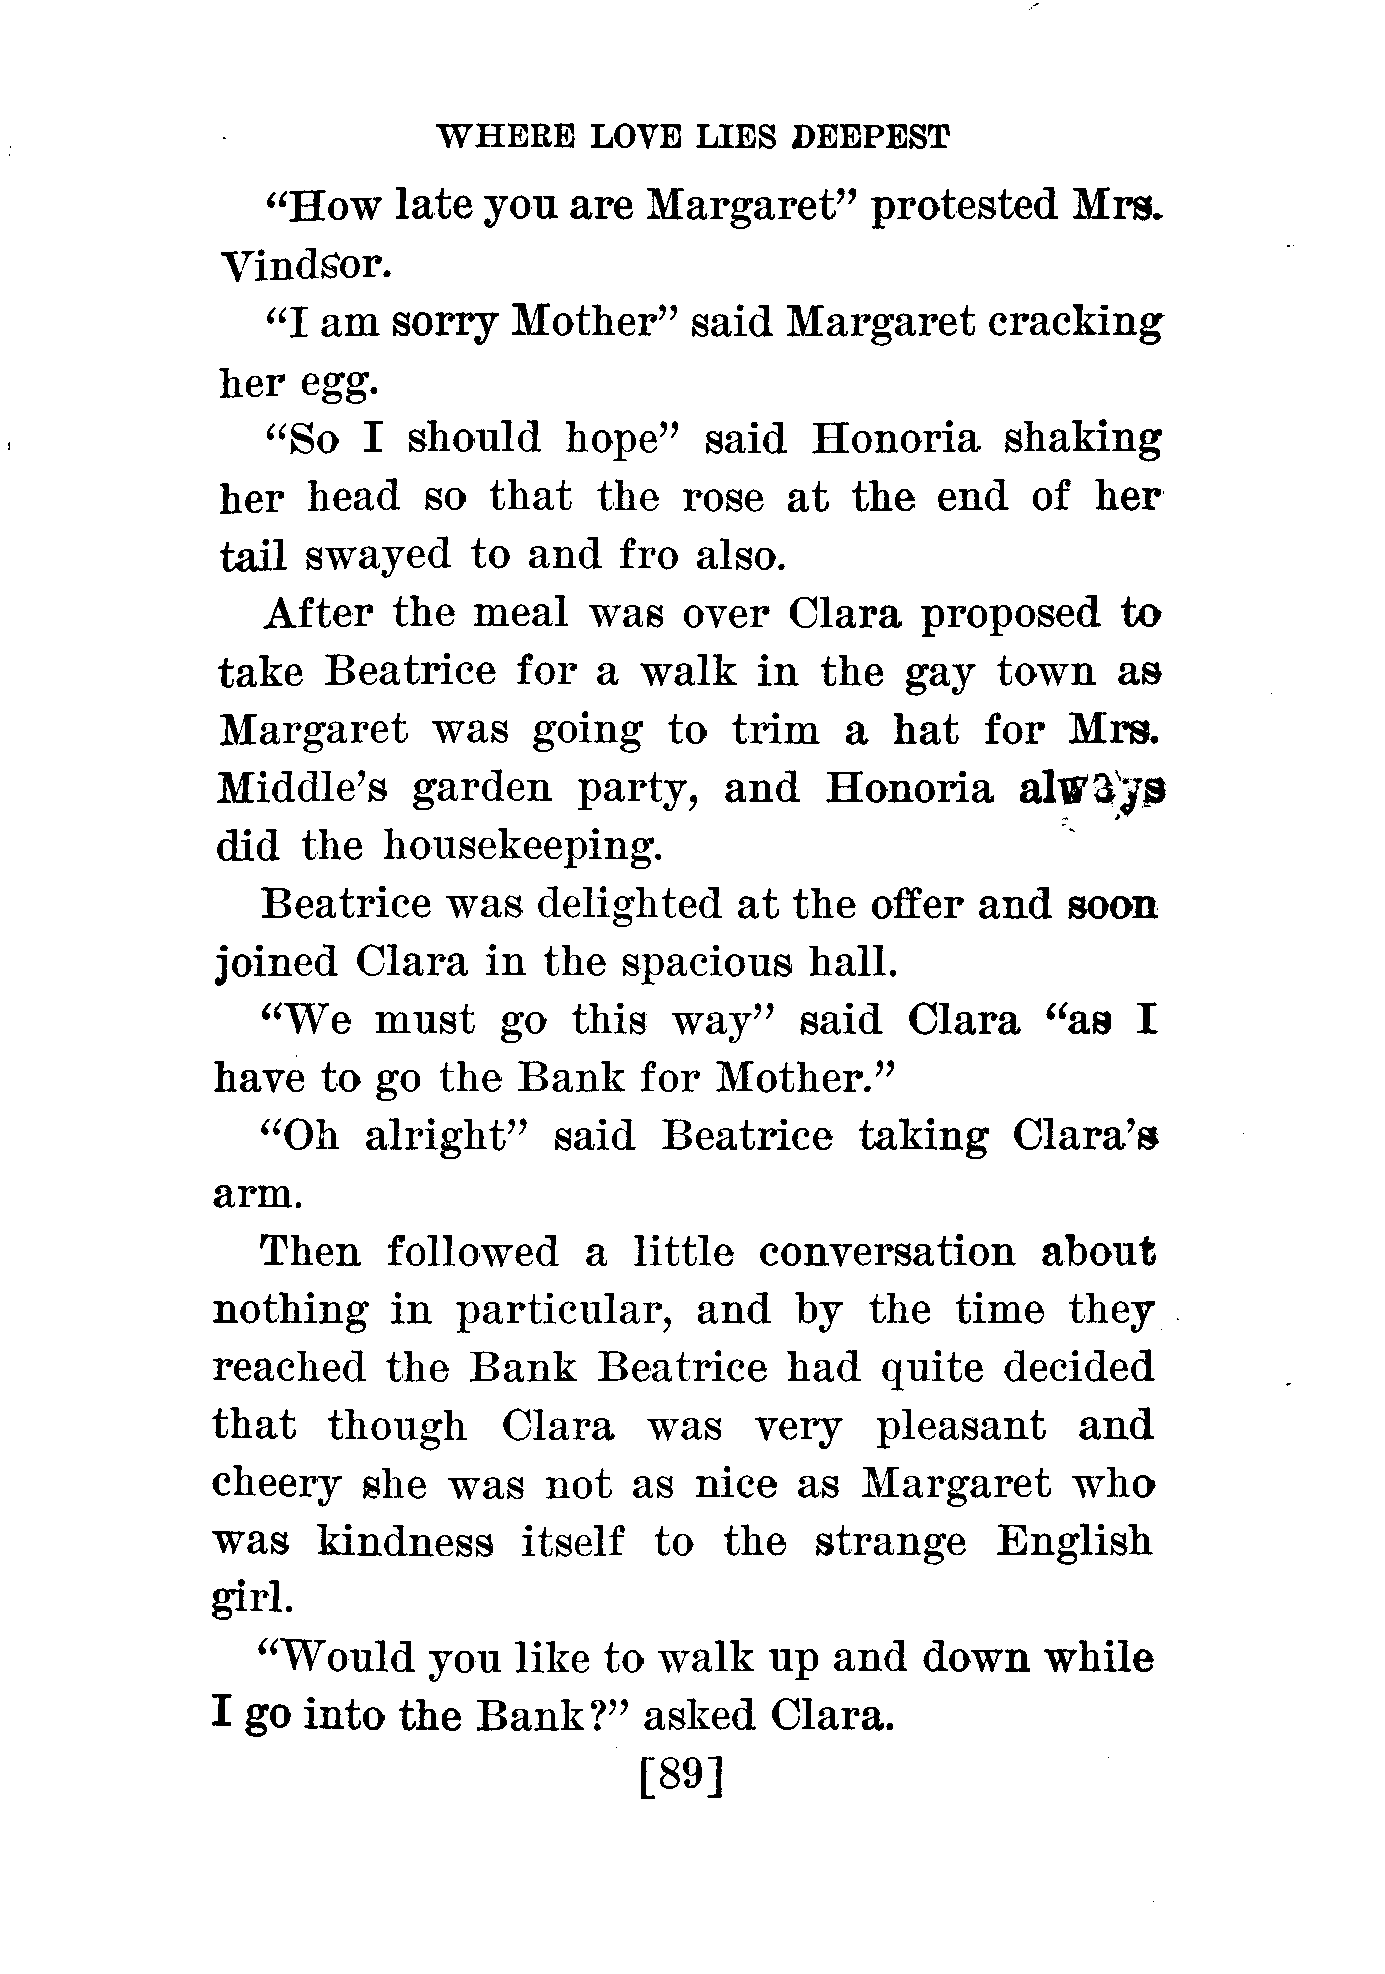 WHERE LOVE LIES DEEPEST
"How late you are Margaret" protested Mrs.
Vindsor.
"I am sorry Mother" said Margaret cracking
her egg.
"So I should hope" said Honoria shaking
her head so that the rose at the end of her
tail swayed to and fro also.
After the meal was over Clara proposed to
take Beatrice for a walk in the gay town as
Margaret was going to trim a hat for Mrs.
Middle's garden party, and Honoria always
did the housekeeping.
Beatrice was delighted at the offer and soon
joined Clara in the spacious hall.
"We must go this way" said Clara "as I
have to go the Bank for Mother."
"Oh alright" said Beatrice taking Clara's
arm.
Then followed a little conversation about
nothing in particular, and by the time they
reached the Bank Beatrice had quite decided
that though Clara was very pleasant and
cheery she was not as nice as Margaret who
was kindness itself to the strange English
girl.
"Would you like to walk up and down while
I go into the Bank?" asked Clara.
[89]